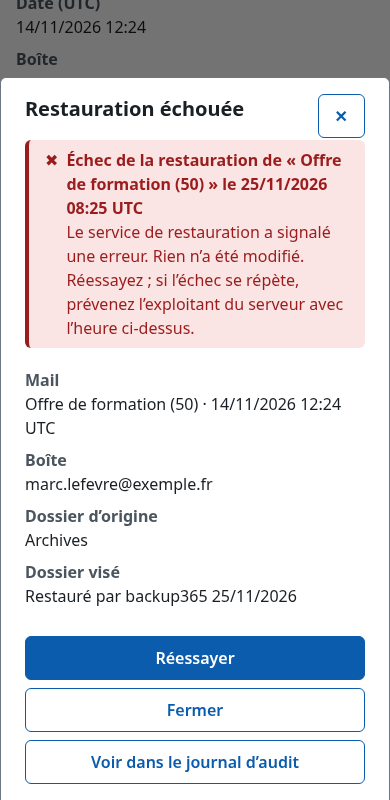 Date (UTC)
14/11/2026 12:24
Boîte
Restauration échouée
×
✖ Échec de la restauration de « Offre
de formation (50) » le 25/11/2026
08:25 UTC
Le service de restauration a signalé
une erreur. Rien n’a été modifié.
Réessayez ; si l’échec se répète,
prévenez l’exploitant du serveur avec
l’heure ci-dessus.
Mail
Offre de formation (50) · 14/11/2026 12:24
UTC
Boîte
marc.lefevre@exemple.fr
Dossier d’origine
Archives
Dossier visé
Restauré par backup365 25/11/2026
Réessayer
Fermer
Voir dans le journal d’audit